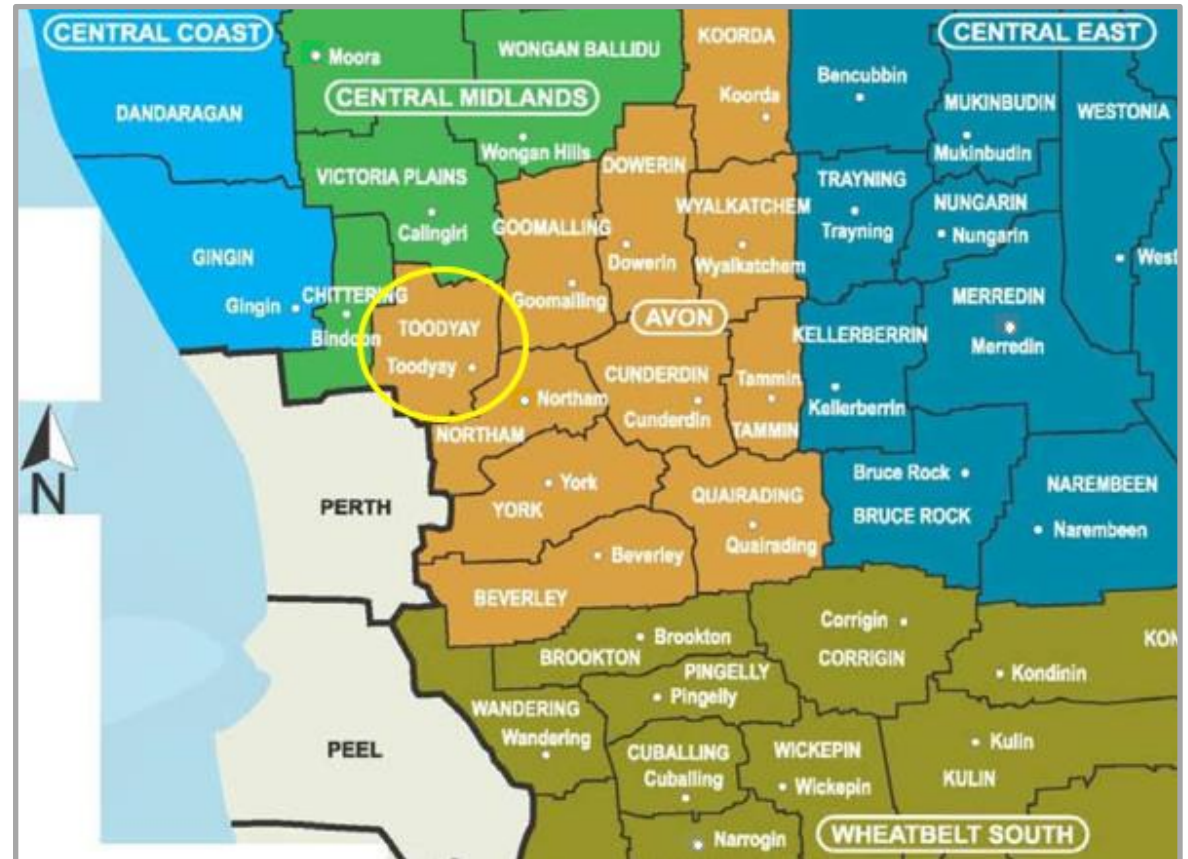 CENTRAL COAST
Moora
WONGAN BALLIDU
KOORDA
CENTRAL EAST
Bencubbin
CENTRAL MIDLANDS
Koorda
MUKINBUDIN
WESTONIA
DANDARAGAN
Wongan Hills
Mukinbudin
DOWERIN
VICTORIA PLAINS
TRAYNING
WYALKATCHEM
NUNGARIN
Calingiri
GOOMALLING
Trayning
Nungarin
GINGIN
Dowerin
Wyalkatchem
West
CHITTERING
Goomalling
MERREDIN
Gingin
AVON
Bindoon
TOODYAY
KELLERBERRIN
Merredin
Toodyay
CUNDERDIN
Tammin
Northam
Cunderdin
Kellerberrin
NORTHAM
TAMMIN
N
York
Bruce Rock
NAREMBEEN
PERTH
YORK
QUAIRADING
BRUCE ROCK
Narembeen
Beverley
Quairading
BEVERLEY
Corrigin
Brookton
KON
BROOKTON
CORRIGIN
PINGELLY
Kondinin
Pingelly
WANDERING
Wandering
PEEL
CUBALLING
WICKEPIN
Kulin
Cuballing
Wickepin
KULIN
Narrogin
WHEATBELT SOUTH